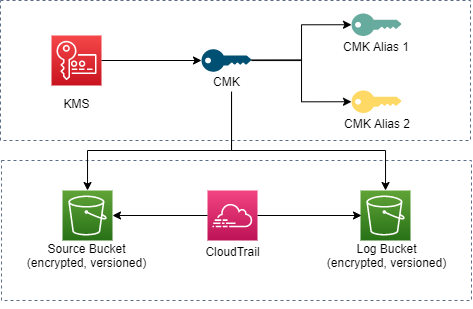 CMK Alias 1
KMS
CMK
CMK Alias 2
Source Bucket
(encrypted, versioned)
CloudTrail
Log Bucket
(encrypted, versioned)